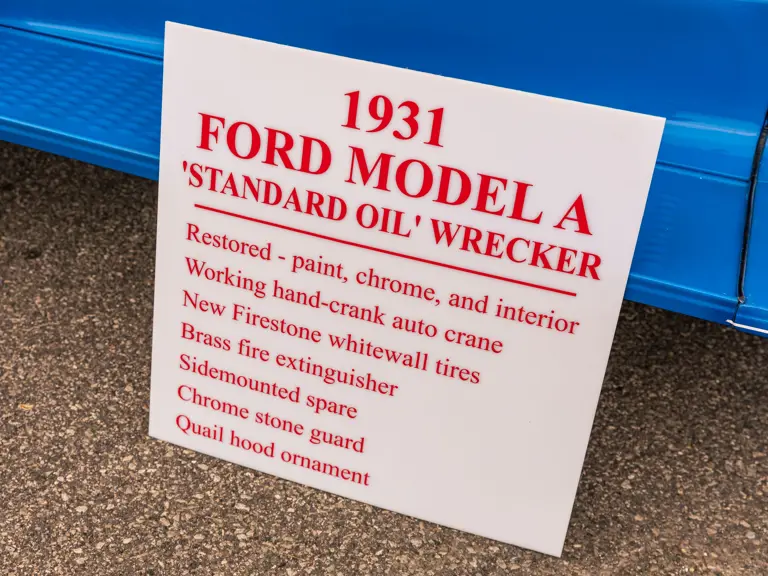 1931
FORD MODEL A
'STANDARD OIL' WRECKER
Restored - paint, chrome, and interior
Working hand-crank auto crane
New Firestone whitewall tires
Brass fire extinguisher
Sidemounted spare
Chrome stone guard
Quail hood ornament